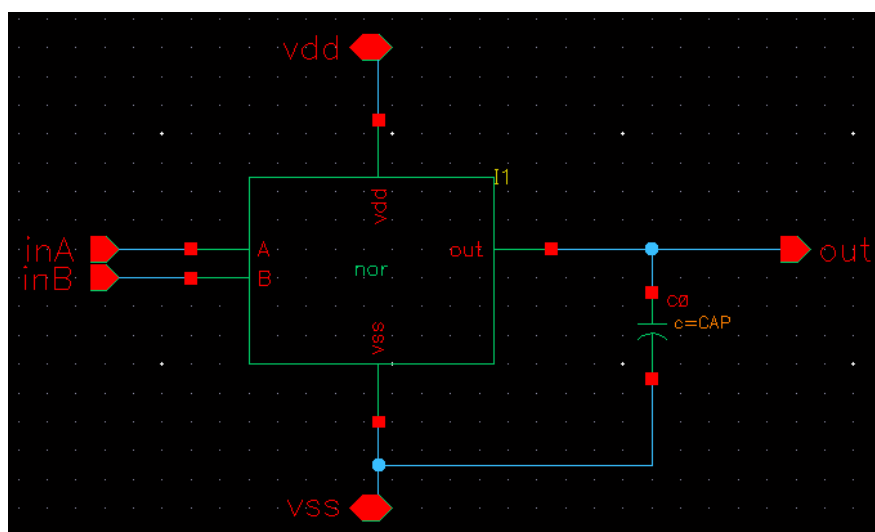 vdd
I1
vdd
inA
A
out
out
inB
B
nor
c0
c=CAP
vss
vss